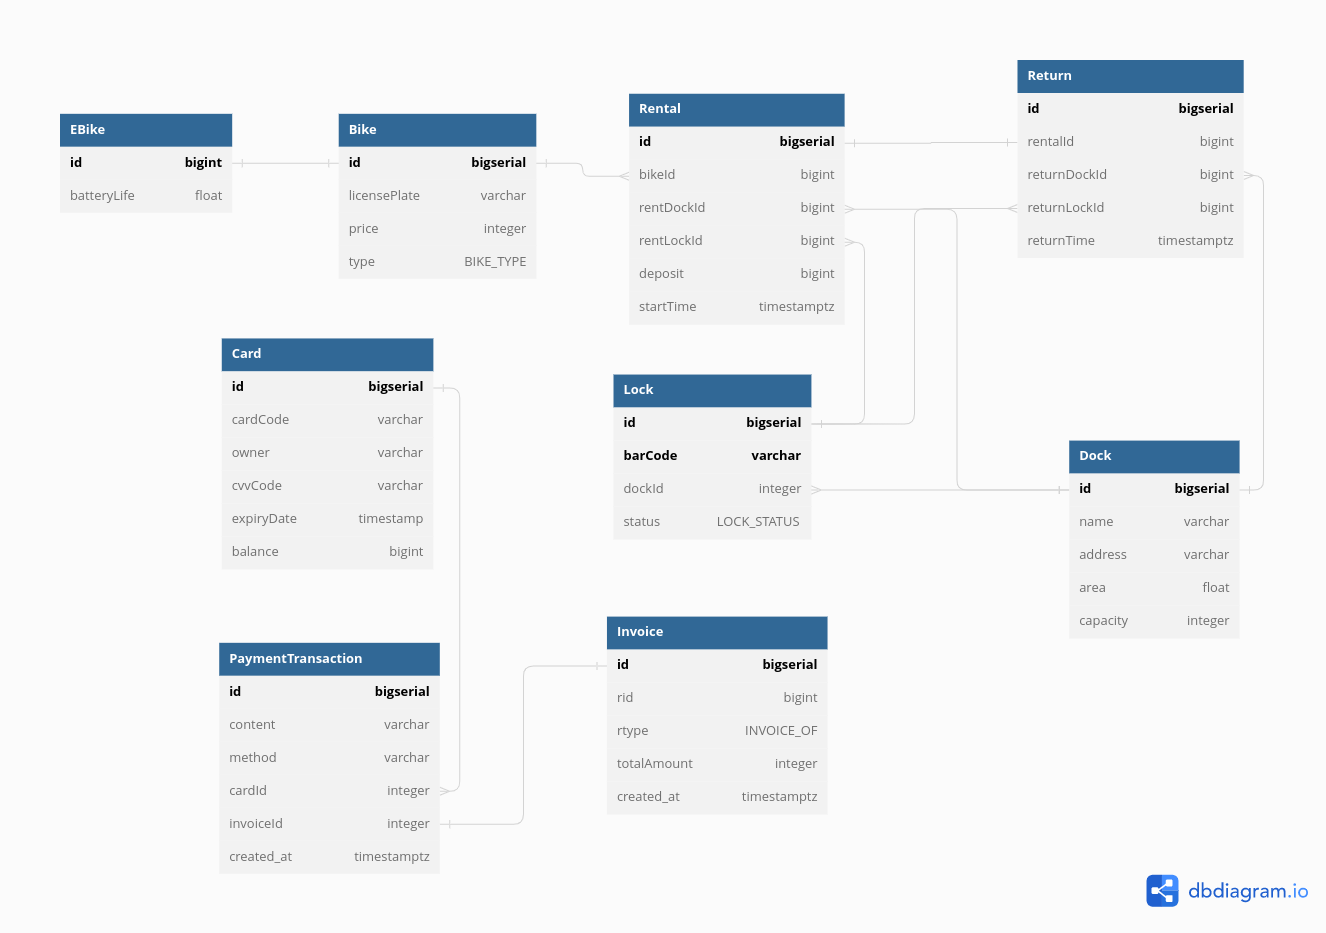 EBike
id bigint
batteryLife float
Bike
id bigserial
licensePlate varchar
price integer
type BIKE_TYPE
Rental
id bigserial
bikeId bigint
rentDockId bigint
rentLockId bigint
deposit bigint
startTime timestamptz
Return
id bigserial
rentalId bigint
returnDockId bigint
returnLockId bigint
returnTime timestamptz
Card
id bigserial
cardCode varchar
owner varchar
cvvCode varchar
expiryDate timestamp
balance bigint
Lock
id bigserial
barCode varchar
dockId integer
status LOCK_STATUS
Dock
id bigserial
name varchar
address varchar
area float
capacity integer
PaymentTransaction
id bigserial
content varchar
method varchar
cardId integer
invoiceId integer
created_at timestamptz
Invoice
id bigserial
rid bigint
rtype INVOICE_OF
totalAmount integer
created_at timestamptz
dbdiagram.io